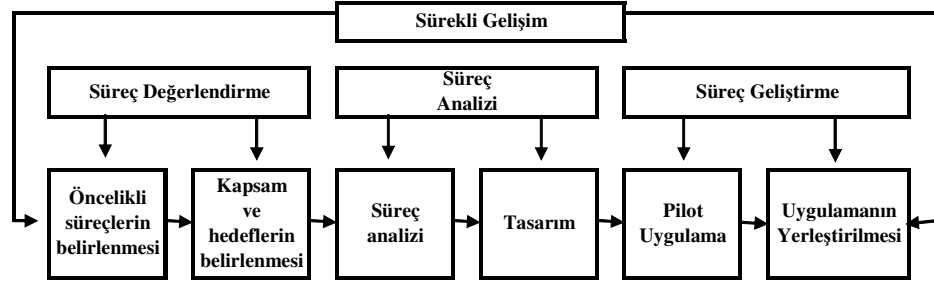 Sürekli Gelişim
Süreç Değerlendirme
Süreç
Analizi
Süreç Geliştirme
Öncelikli
süreçlerin
belirlenmesi
Kapsam
ve
hedeflerin
belirlenmesi
Süreç
analizi
Tasarım
Pilot
Uygulama
Uygulamanın
Yerleştirilmesi